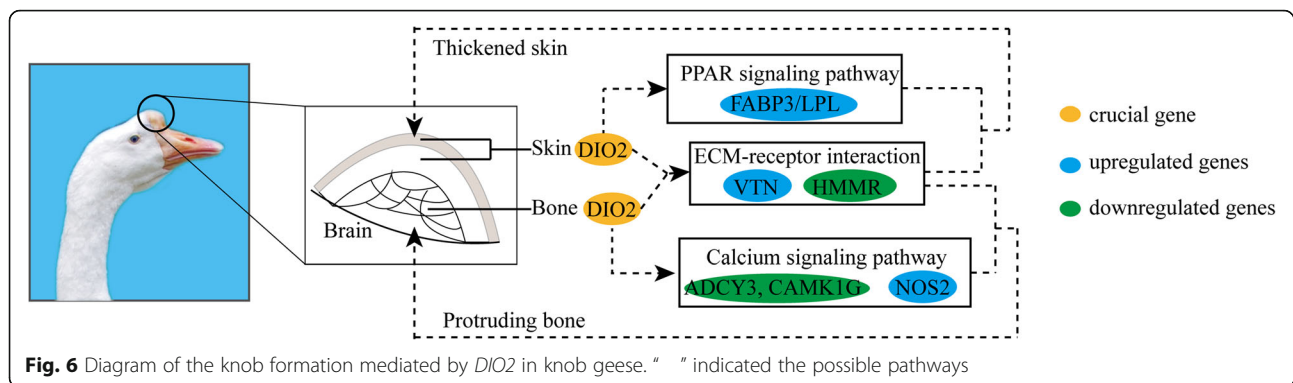 Thickened skin
PPAR signaling pathway
FABP3/LPL
Skin DIO2
ECM-receptor interaction
VTN HMMR
Bone DIO2
Brain
Calcium signaling pathway
ADCY3, CAMK1G NOS2
Protruding bone
crucial gene
upregulated genes
downregulated genes
Fig. 6 Diagram of the knob formation mediated by DIO2 in knob geese. “ ” indicated the possible pathways